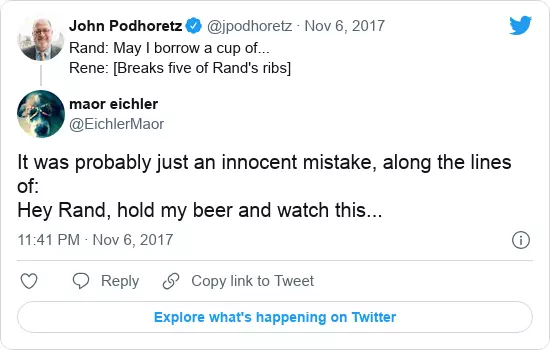 John Podhoretz @jpodhoretz · Nov 6, 2017
Rand: May I borrow a cup of...
Rene: [Breaks five of Rand's ribs]
maor eichler
@EichlerMaor
It was probably just an innocent mistake, along the lines
of:
Hey Rand, hold my beer and watch this...
11:41 PM · Nov 6, 2017
Reply Copy link to Tweet
Explore what's happening on Twitter